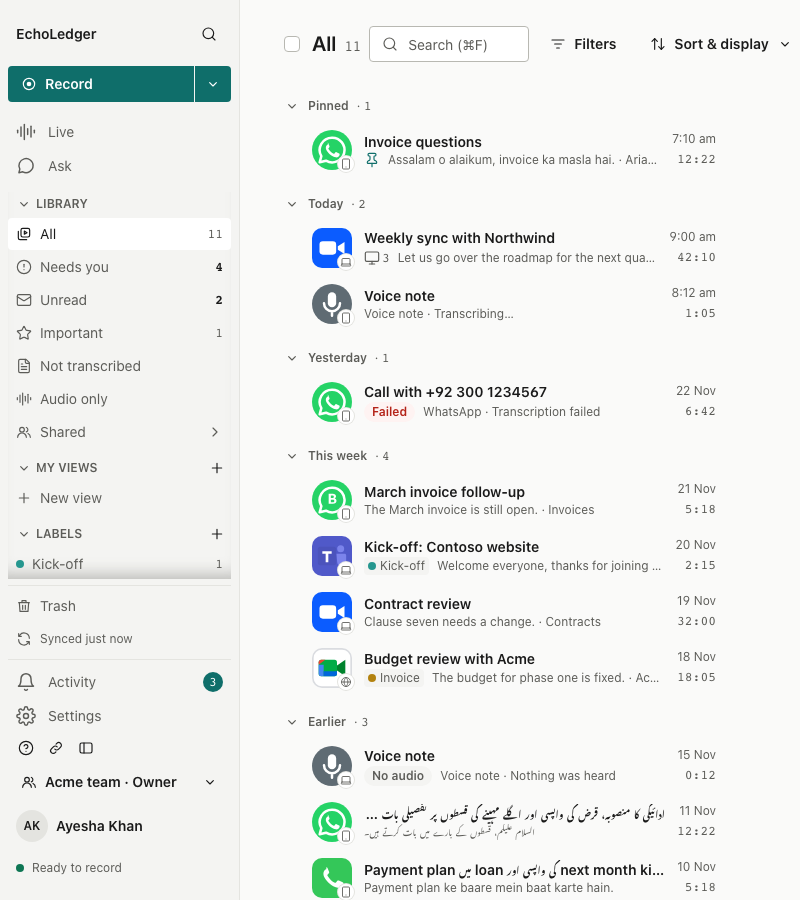 EchoLedger
Record
Live
Ask
LIBRARY
All 11
Needs you 4
Unread 2
Important 1
Not transcribed
Audio only
Shared
MY VIEWS
New view
LABELS
Kick-off 1
Trash
Synced just now
Activity 3
Settings
Acme team · Owner
AK Ayesha Khan
Ready to record
All 11 Search (⌘F) Filters Sort & display
Pinned · 1
Invoice questions 7:10 am
Assalam o alaikum, invoice ka masla hai. · Aria... 12:22
Today · 2
Weekly sync with Northwind 9:00 am
3 Let us go over the roadmap for the next qua... 42:10
Voice note 8:12 am
Voice note · Transcribing... 1:05
Yesterday · 1
Call with +92 300 1234567 22 Nov
Failed WhatsApp · Transcription failed 6:42
This week · 4
March invoice follow-up 21 Nov
The March invoice is still open. · Invoices 5:18
Kick-off: Contoso website 20 Nov
Kick-off Welcome everyone, thanks for joining ... 2:15
Contract review 19 Nov
Clause seven needs a change. · Contracts 32:00
Budget review with Acme 18 Nov
Invoice The budget for phase one is fixed. · Ac... 18:05
Earlier · 3
Voice note 15 Nov
No audio Voice note · Nothing was heard 0:12
ادائیگی کا منصوبہ، قرض کی واپسی اور اگلے مہینے کی قسطوں پر تفصیلی بات ... 11 Nov
السلام علیکم، قسطوں کے بارے میں بات کرتے ہیں۔ 12:22
Payment plan میں loan کی واپسی اور next month ki... 10 Nov
Payment plan ke baare mein baat karte hain. 5:18